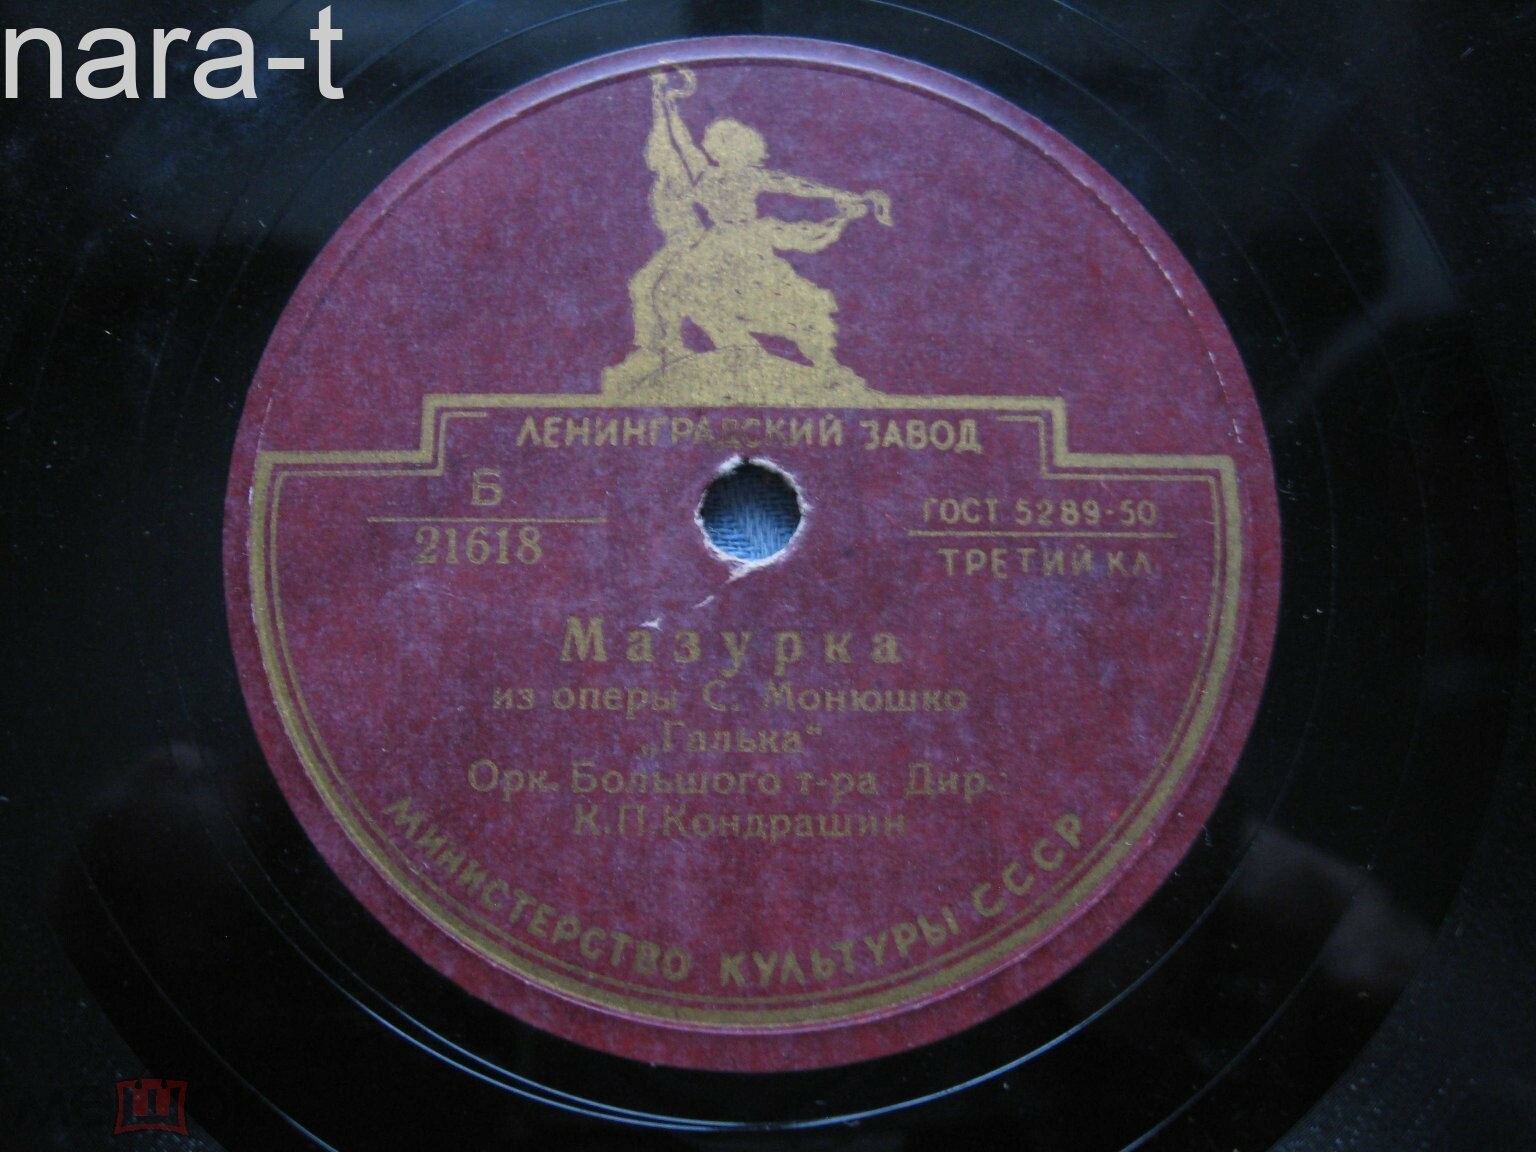 nara-t
ЛЕНИНГРАДСКИЙ ЗАВОД
Б
21618
ГОСТ 5289-50
ТРЕТИЙ КЛ
Мазурка
из оперы С. Монюшко
„Галька“
Орк. Большого т-ра Дир.:
К.П.Кондрашин
МИНИСТЕРСТВО КУЛЬТУРЫ СССР
мешок